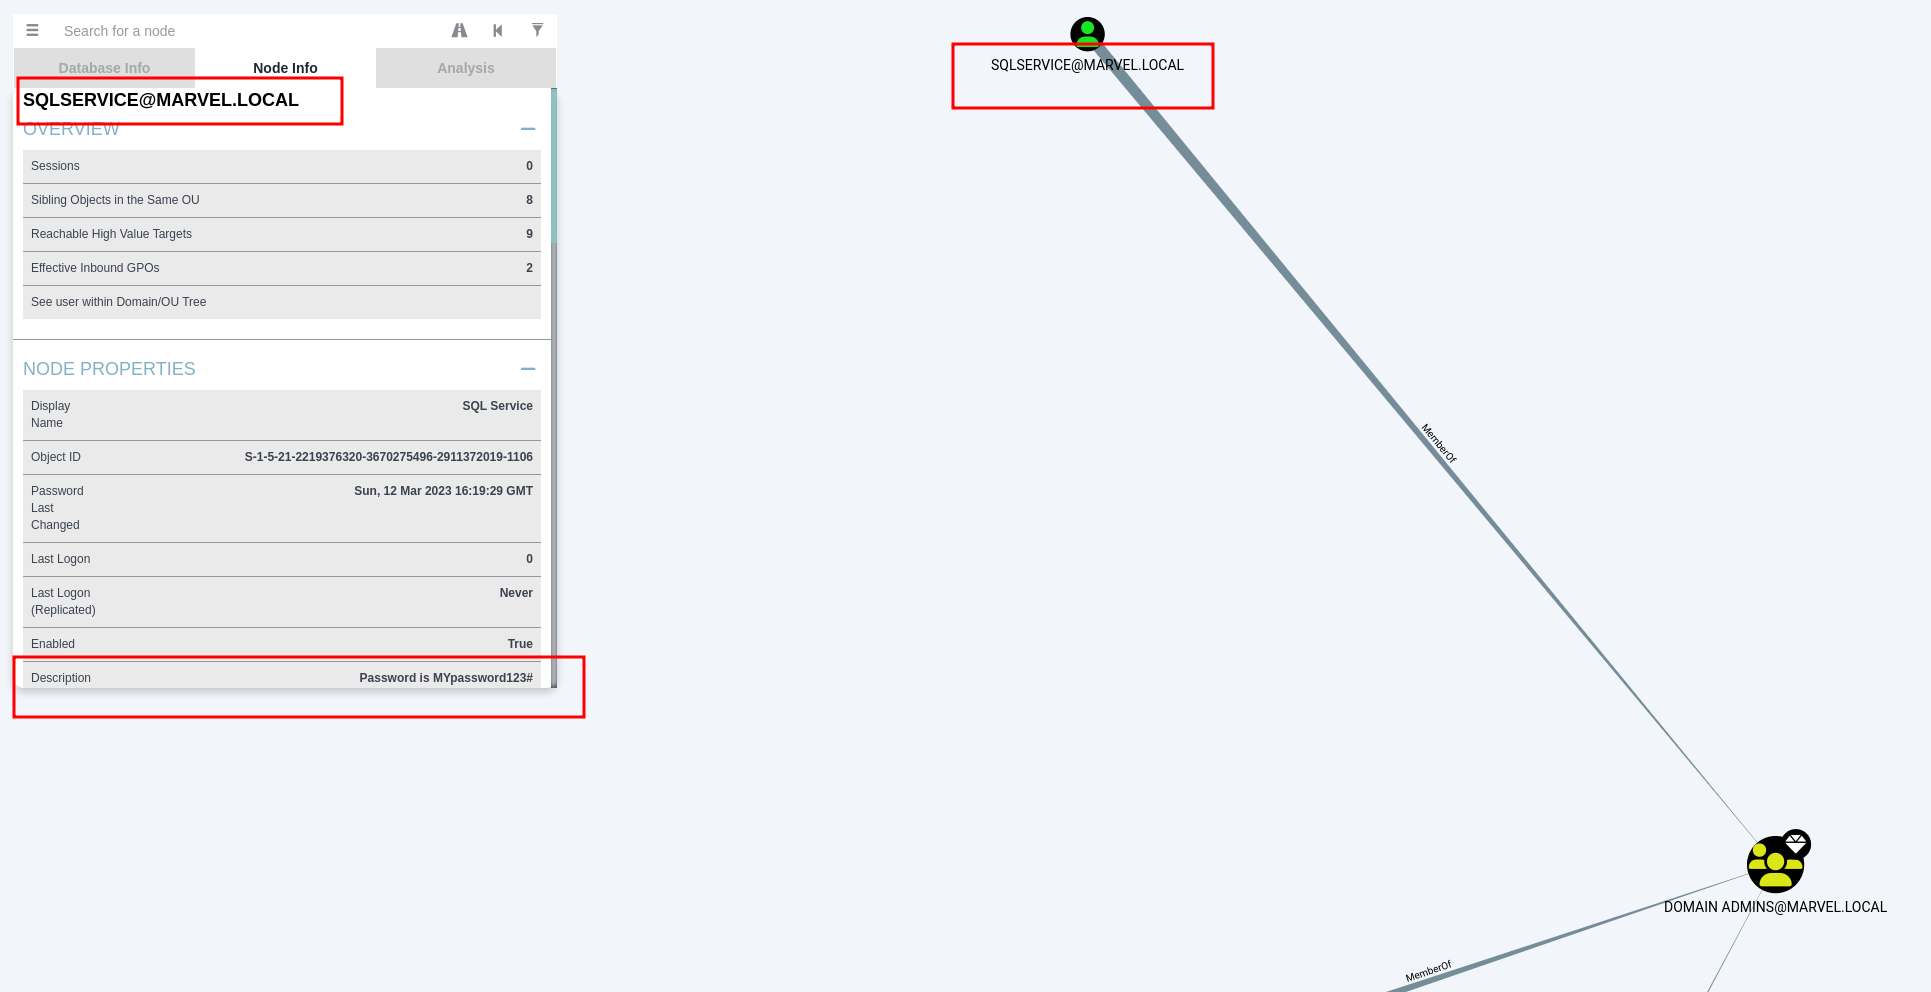 Search for a node
Database Info
Node Info
Analysis
SQLSERVICE@MARVEL.LOCAL
OVERVIEW
Sessions 0
Sibling Objects in the Same OU 8
Reachable High Value Targets 9
Effective Inbound GPOs 2
See user within Domain/OU Tree
NODE PROPERTIES
Display
Name
SQL Service
Object ID S-1-5-21-2219376320-3670275496-2911372019-1106
Password
Last
Changed
Sun, 12 Mar 2023 16:19:29 GMT
Last Logon 0
Last Logon
(Replicated)
Never
Enabled True
Description Password is MYpassword123#
SQLSERVICE@MARVEL.LOCAL
MemberOf
DOMAIN ADMINS@MARVEL.LOCAL
MemberOf